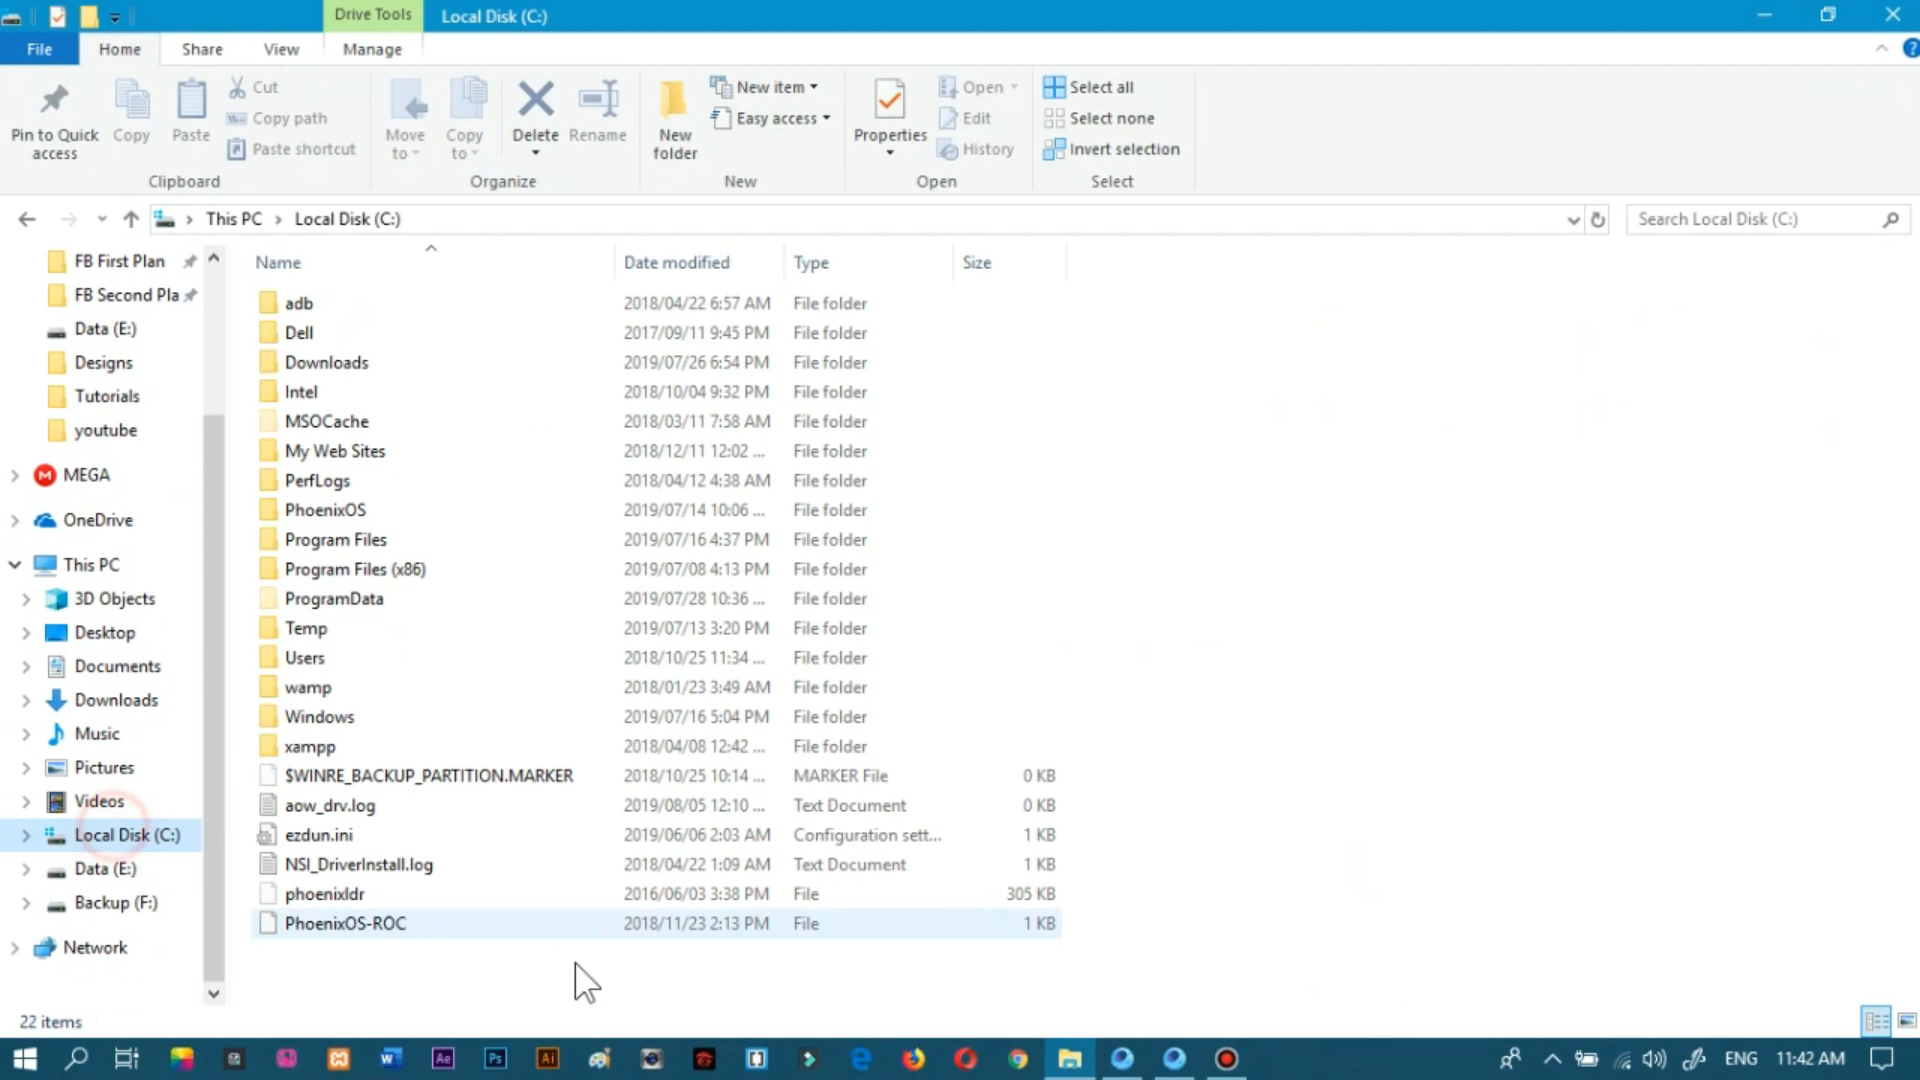 Drive Tools
Local Disk (C:)
File
Home
Share
View
Manage
Pin to Quick
access
Copy
Paste
Cut
Copy path
Paste shortcut
Clipboard
Move
to
Copy
to
Delete
Rename
Organize
New
folder
New item
Easy access
New
Properties
Open
Edit
History
Open
Select all
Select none
Invert selection
Select
This PC
Local Disk (C:)
Search Local Disk (C:)
FB First Plan
FB Second Pla
Data (E:)
Designs
Tutorials
youtube
MEGA
OneDrive
This PC
3D Objects
Desktop
Documents
Downloads
Music
Pictures
Videos
Local Disk (C:)
Data (E:)
Backup (F:)
Network
Name Date modified Type Size
adb 2018/04/22 6:57 AM File folder
Dell 2017/09/11 9:45 PM File folder
Downloads 2019/07/26 6:54 PM File folder
Intel 2018/10/04 9:32 PM File folder
MSOCache 2018/03/11 7:58 AM File folder
My Web Sites 2018/12/11 12:02 ... File folder
PerfLogs 2018/04/12 4:38 AM File folder
PhoenixOS 2019/07/14 10:06 ... File folder
Program Files 2019/07/16 4:37 PM File folder
Program Files (x86) 2019/07/08 4:13 PM File folder
ProgramData 2019/07/28 10:36 ... File folder
Temp 2019/07/13 3:20 PM File folder
Users 2018/10/25 11:34 ... File folder
wamp 2018/01/23 3:49 AM File folder
Windows 2019/07/16 5:04 PM File folder
xampp 2018/04/08 12:42 ... File folder
$WINRE_BACKUP_PARTITION.MARKER 2018/10/25 10:14 ... MARKER File 0 KB
aow_drv.log 2019/08/05 12:10 ... Text Document 0 KB
ezdun.ini 2019/06/06 2:03 AM Configuration sett... 1 KB
NSI_DriverInstall.log 2018/04/22 1:09 AM Text Document 1 KB
phoenixldr 2016/06/03 3:38 PM File 305 KB
PhoenixOS-ROC 2018/11/23 2:13 PM File 1 KB
22 items
Ae
Ps
Ai
ENG
11:42 AM